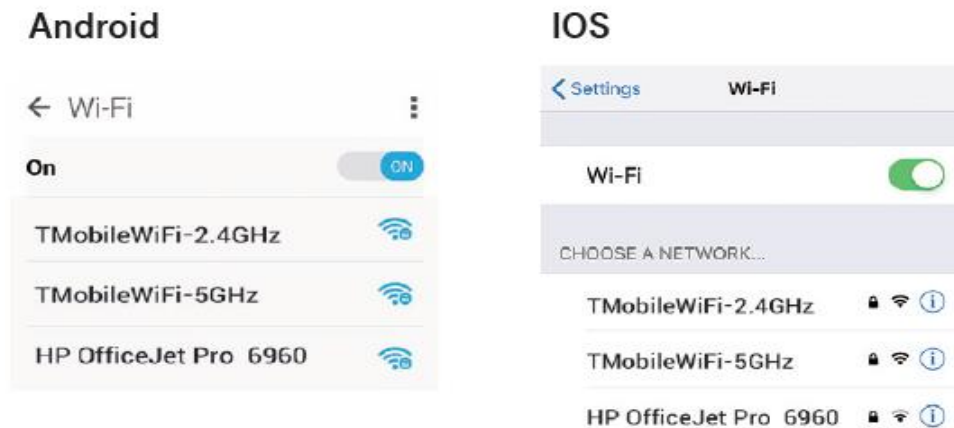 Android
Wi-Fi
On
ON
TMobileWiFi-2.4GHz
TMobileWiFi-5GHz
HP OfficeJet Pro 6960
IOS
Settings
Wi-Fi
Wi-Fi
CHOOSE A NETWORK...
TMobileWiFi-2.4GHz
TMobileWiFi-5GHz
HP OfficeJet Pro 6960